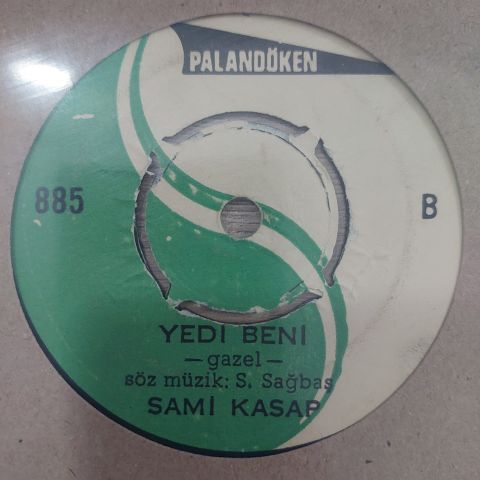 PALANDÖKEN
885
B
YEDİ BENİ
—gazel—
söz müzik: S. Sağbaş
SAMİ KASAP